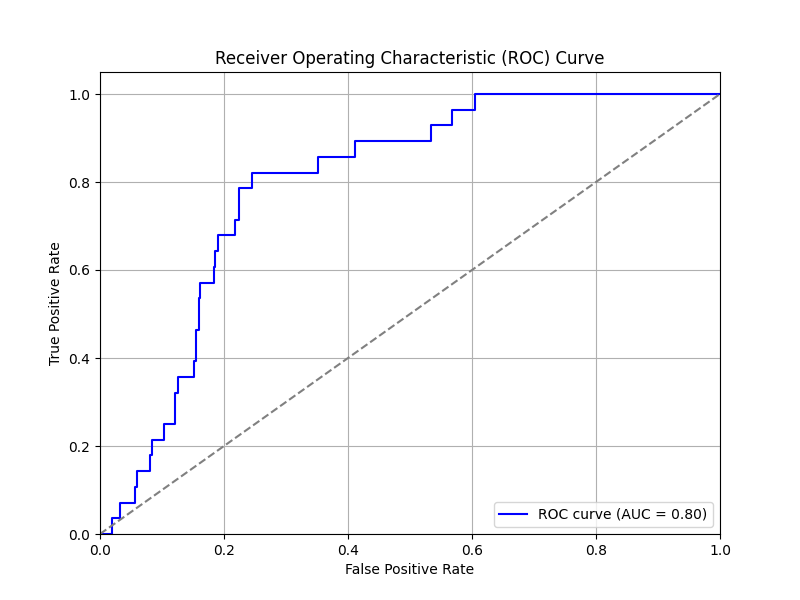 Receiver Operating Characteristic (ROC) Curve
1.0
0.8
0.6
0.4
0.2
0.0
True Positive Rate
0.0 0.2 0.4 0.6 0.8 1.0
False Positive Rate
ROC curve (AUC = 0.80)